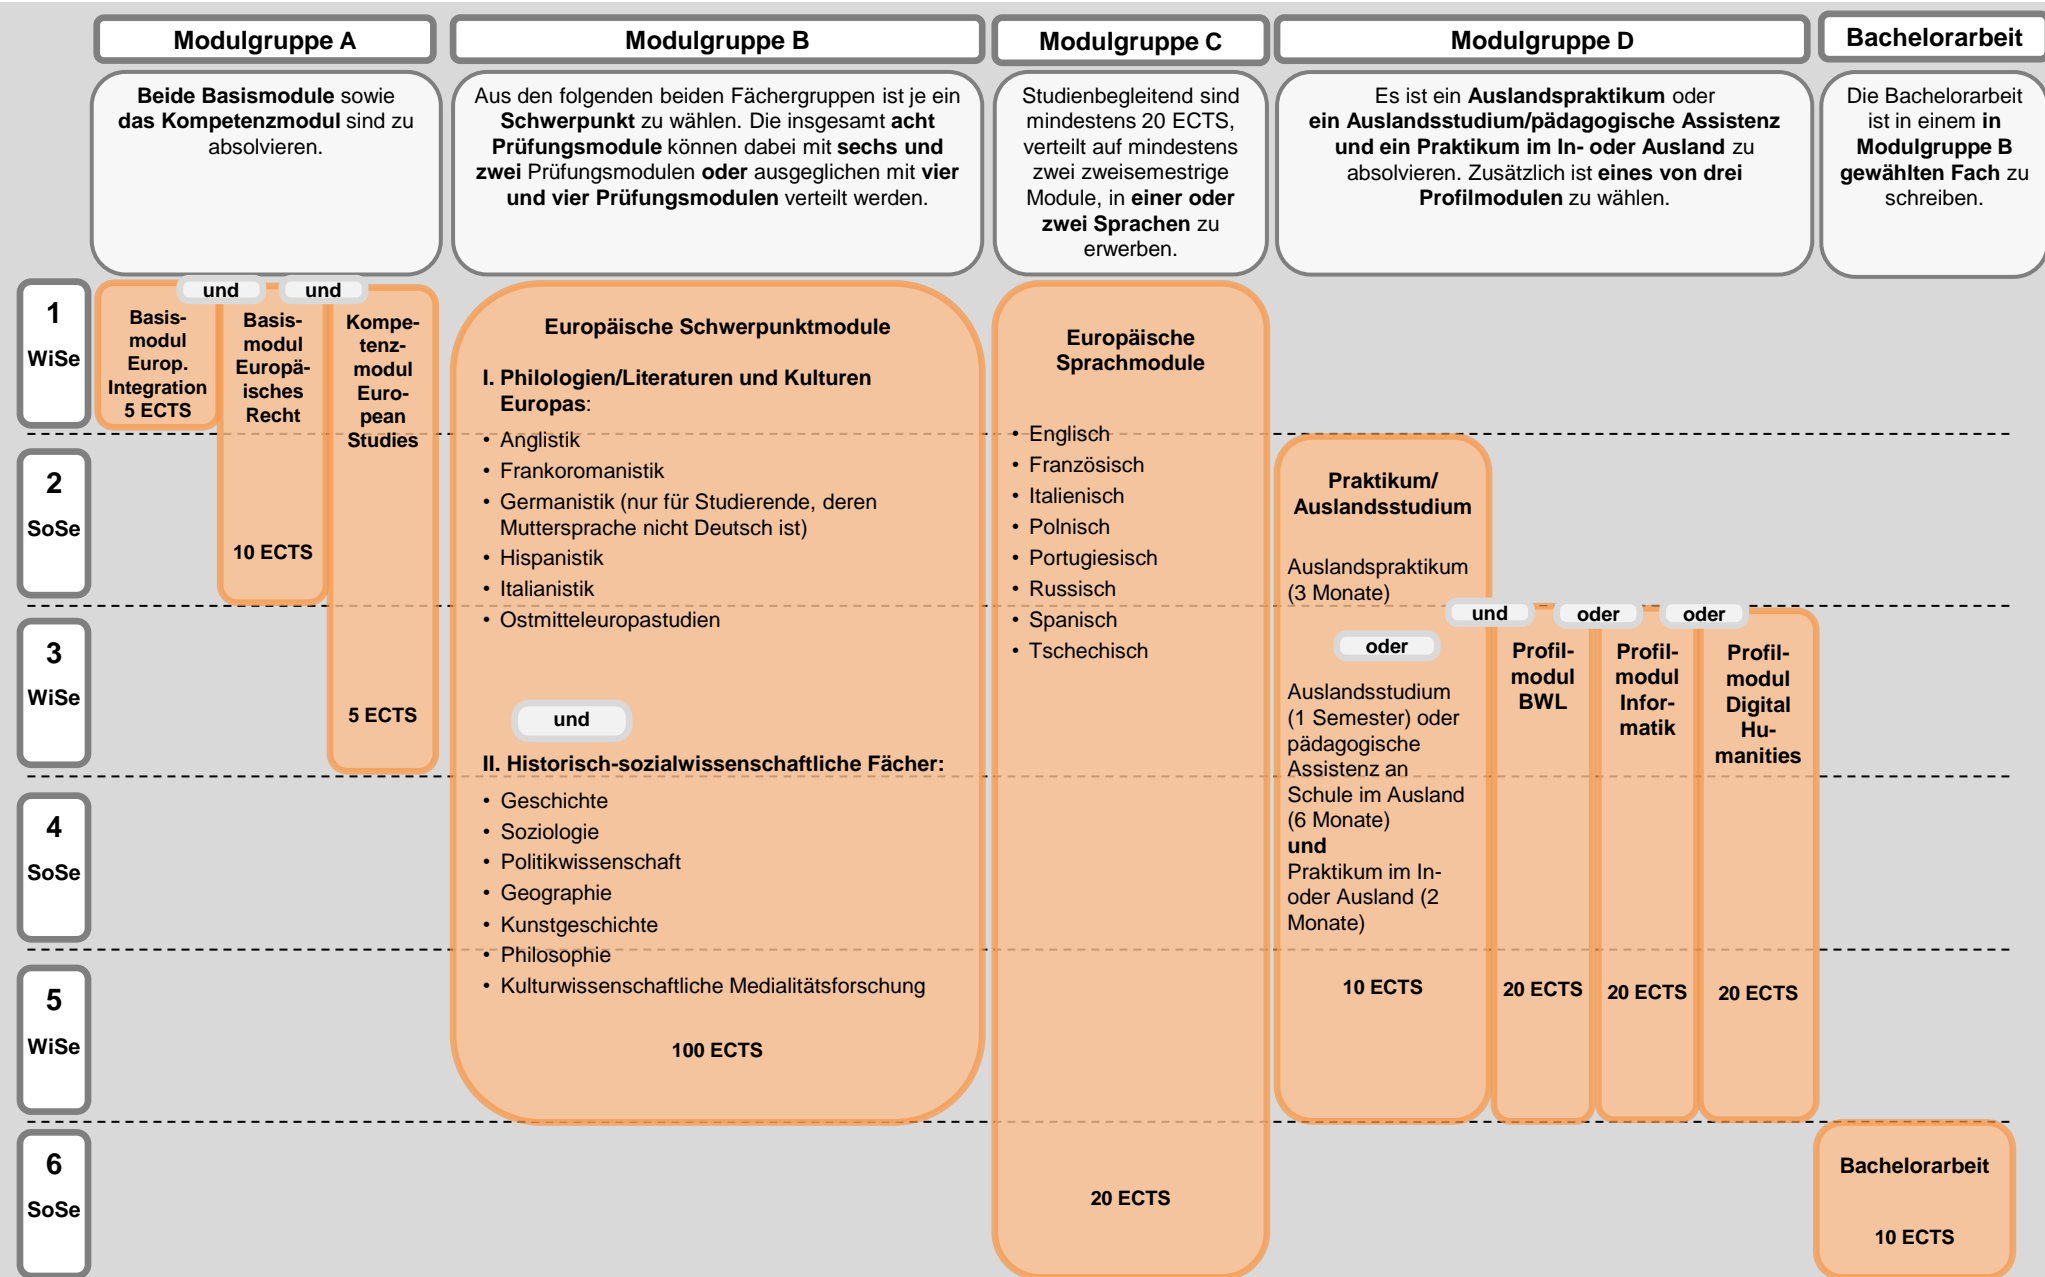 Modulgruppe A
Modulgruppe B
Modulgruppe C
Modulgruppe D
Bachelorarbeit
Beide Basismodule sowie
das Kompetenzmodul sind zu
absolvieren.
Aus den folgenden beiden Fächergruppen ist je ein
Schwerpunkt zu wählen. Die insgesamt acht
Prüfungsmodule können dabei mit sechs und
zwei Prüfungsmodulen oder ausgeglichen mit vier
und vier Prüfungsmodulen verteilt werden.
Studienbegleitend sind
mindestens 20 ECTS,
verteilt auf mindestens
zwei zweisemestrige
Module, in einer oder
zwei Sprachen zu
erwerben.
Es ist ein Auslandspraktikum oder
ein Auslandsstudium/pädagogische Assistenz
und ein Praktikum im In- oder Ausland zu
absolvieren. Zusätzlich ist eines von drei
Profilmodulen zu wählen.
Die Bachelorarbeit
ist in einem in
Modulgruppe B
gewählten Fach zu
schreiben.
1
WiSe
2
SoSe
3
WiSe
4
SoSe
5
WiSe
6
SoSe
und
und
Basis-
modul
Europ.
Integration
5 ECTS
Basis-
modul
Europä-
isches
Recht
10 ECTS
Kompe-
tenz-
modul
Euro-
pean
Studies
5 ECTS
Europäische Schwerpunktmodule
I. Philologien/Literaturen und Kulturen
Europas:
• Anglistik
• Frankoromanistik
• Germanistik (nur für Studierende, deren
Muttersprache nicht Deutsch ist)
• Hispanistik
• Italianistik
• Ostmitteleuropastudien
und
II. Historisch-sozialwissenschaftliche Fächer:
• Geschichte
• Soziologie
• Politikwissenschaft
• Geographie
• Kunstgeschichte
• Philosophie
• Kulturwissenschaftliche Medialitätsforschung
100 ECTS
Europäische
Sprachmodule
• Englisch
• Französisch
• Italienisch
• Polnisch
• Portugiesisch
• Russisch
• Spanisch
• Tschechisch
20 ECTS
Praktikum/
Auslandsstudium
Auslandspraktikum
(3 Monate)
oder
Auslandsstudium
(1 Semester) oder
pädagogische
Assistenz an
Schule im Ausland
(6 Monate)
und
Praktikum im In-
oder Ausland (2
Monate)
10 ECTS
und
oder
oder
Profil-
modul
BWL
20 ECTS
Profil-
modul
Infor-
matik
20 ECTS
Profil-
modul
Digital
Hu-
manities
20 ECTS
Bachelorarbeit
10 ECTS